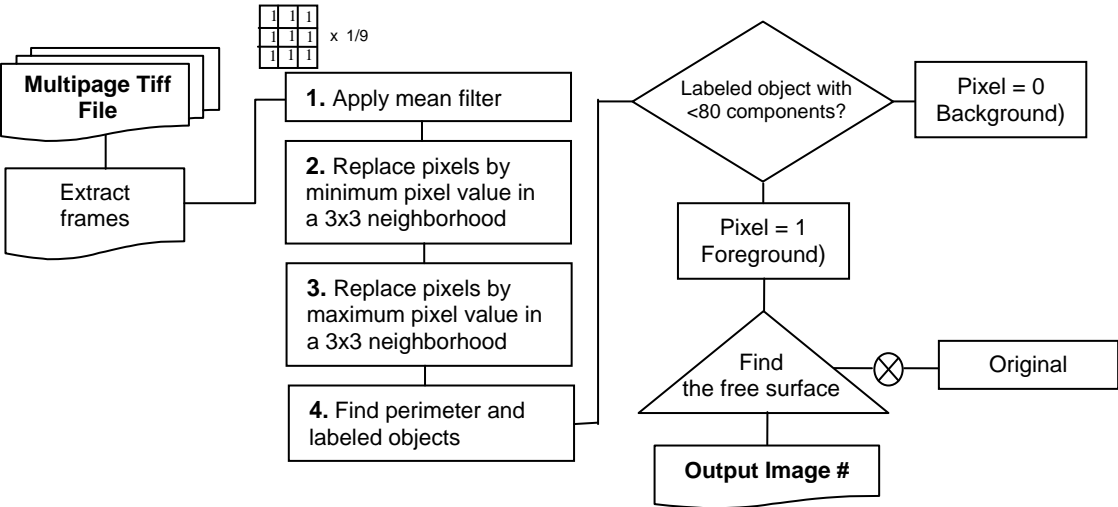 Multipage Tiff
File
Extract
frames
1 1 1
1 1 1
1 1 1
x 1/9
1. Apply mean filter
2. Replace pixels by
minimum pixel value in
a 3x3 neighborhood
3. Replace pixels by
maximum pixel value in
a 3x3 neighborhood
4. Find perimeter and
labeled objects
Labeled object with
<80 components?
Pixel = 0
Background)
Pixel = 1
Foreground)
Find
the free surface
Original
Output Image #